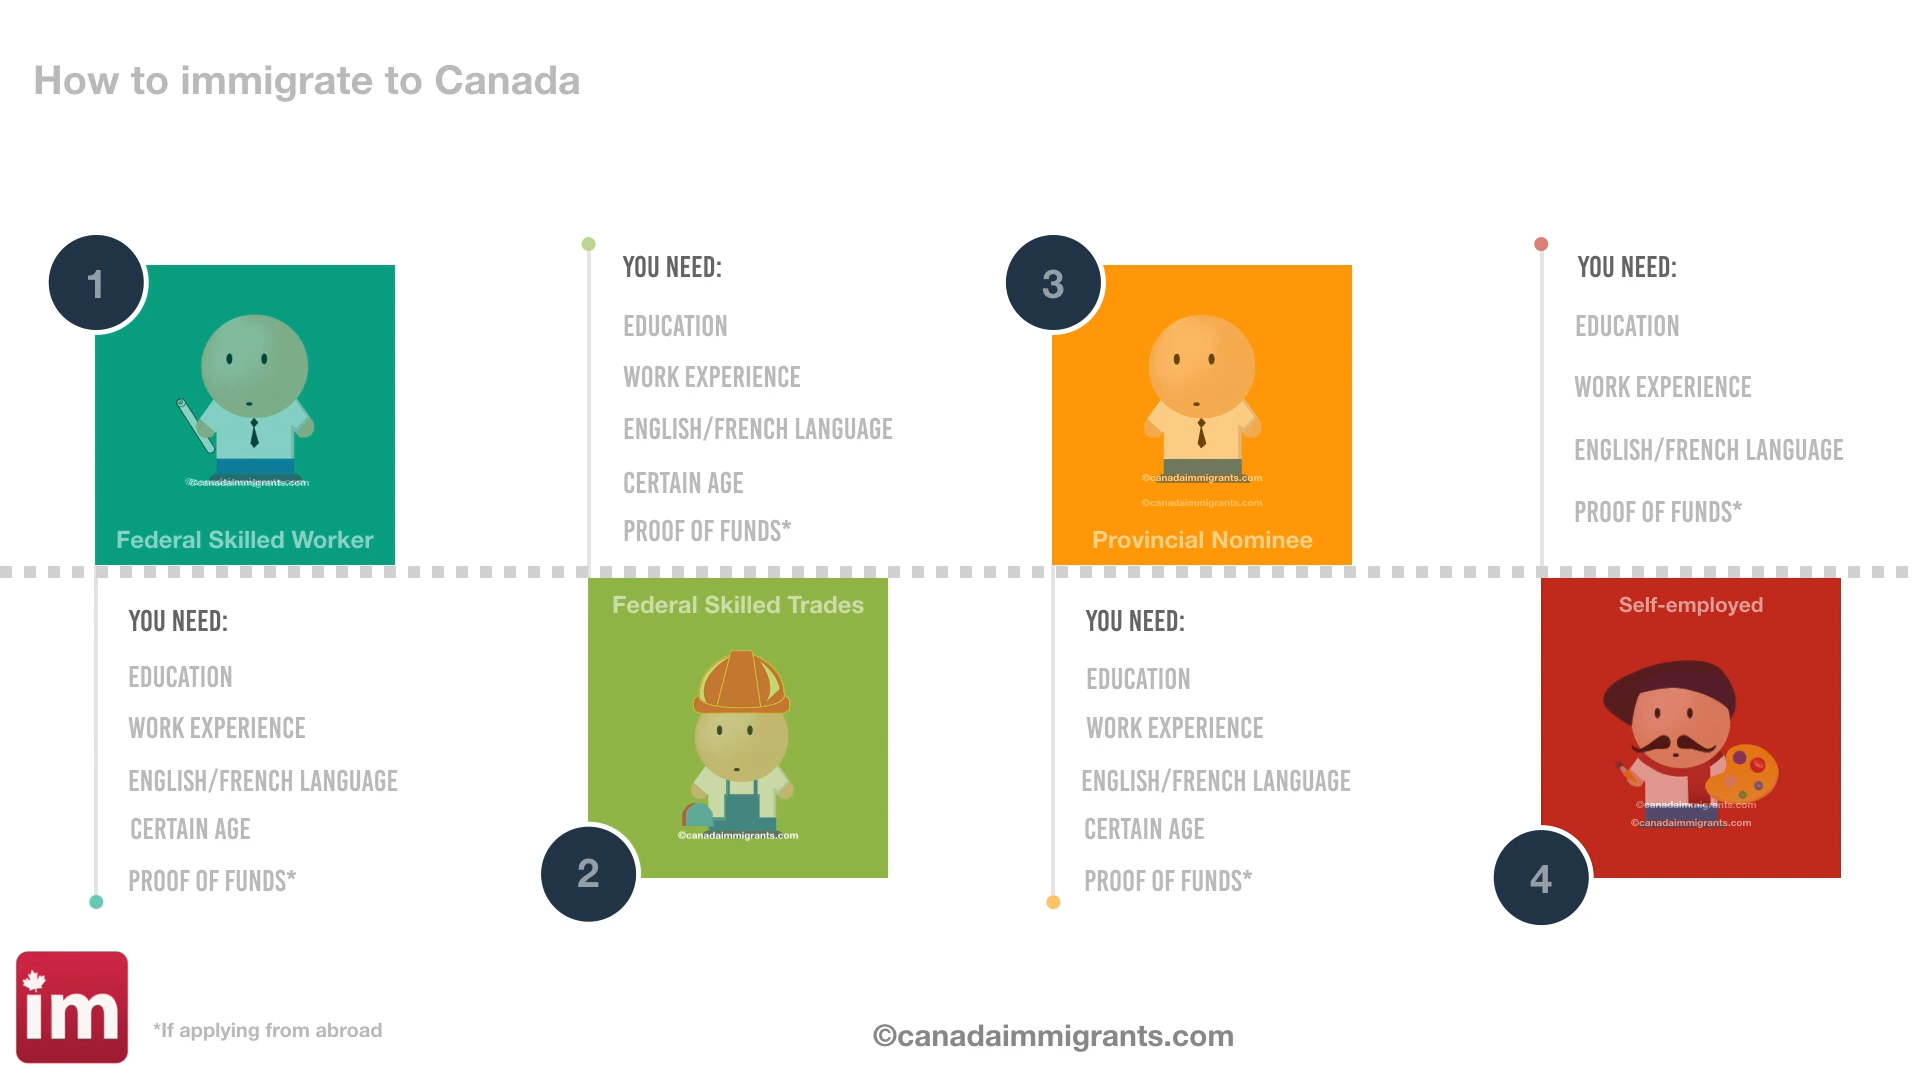 How to immigrate to Canada
1
©canadaimmigrants.com
Federal Skilled Worker
YOU NEED:
EDUCATION
WORK EXPERIENCE
ENGLISH/FRENCH LANGUAGE
CERTAIN AGE
PROOF OF FUNDS*
YOU NEED:
EDUCATION
WORK EXPERIENCE
ENGLISH/FRENCH LANGUAGE
CERTAIN AGE
PROOF OF FUNDS*
Federal Skilled Trades
©canadaimmigrants.com
2
3
©canadaimmigrants.com
©canadaimmigrants.com
Provincial Nominee
YOU NEED:
EDUCATION
WORK EXPERIENCE
ENGLISH/FRENCH LANGUAGE
CERTAIN AGE
PROOF OF FUNDS*
YOU NEED:
EDUCATION
WORK EXPERIENCE
ENGLISH/FRENCH LANGUAGE
PROOF OF FUNDS*
Self-employed
©canadaimmigrants.com
©canadaimmigrants.com
4
im
*If applying from abroad
©canadaimmigrants.com